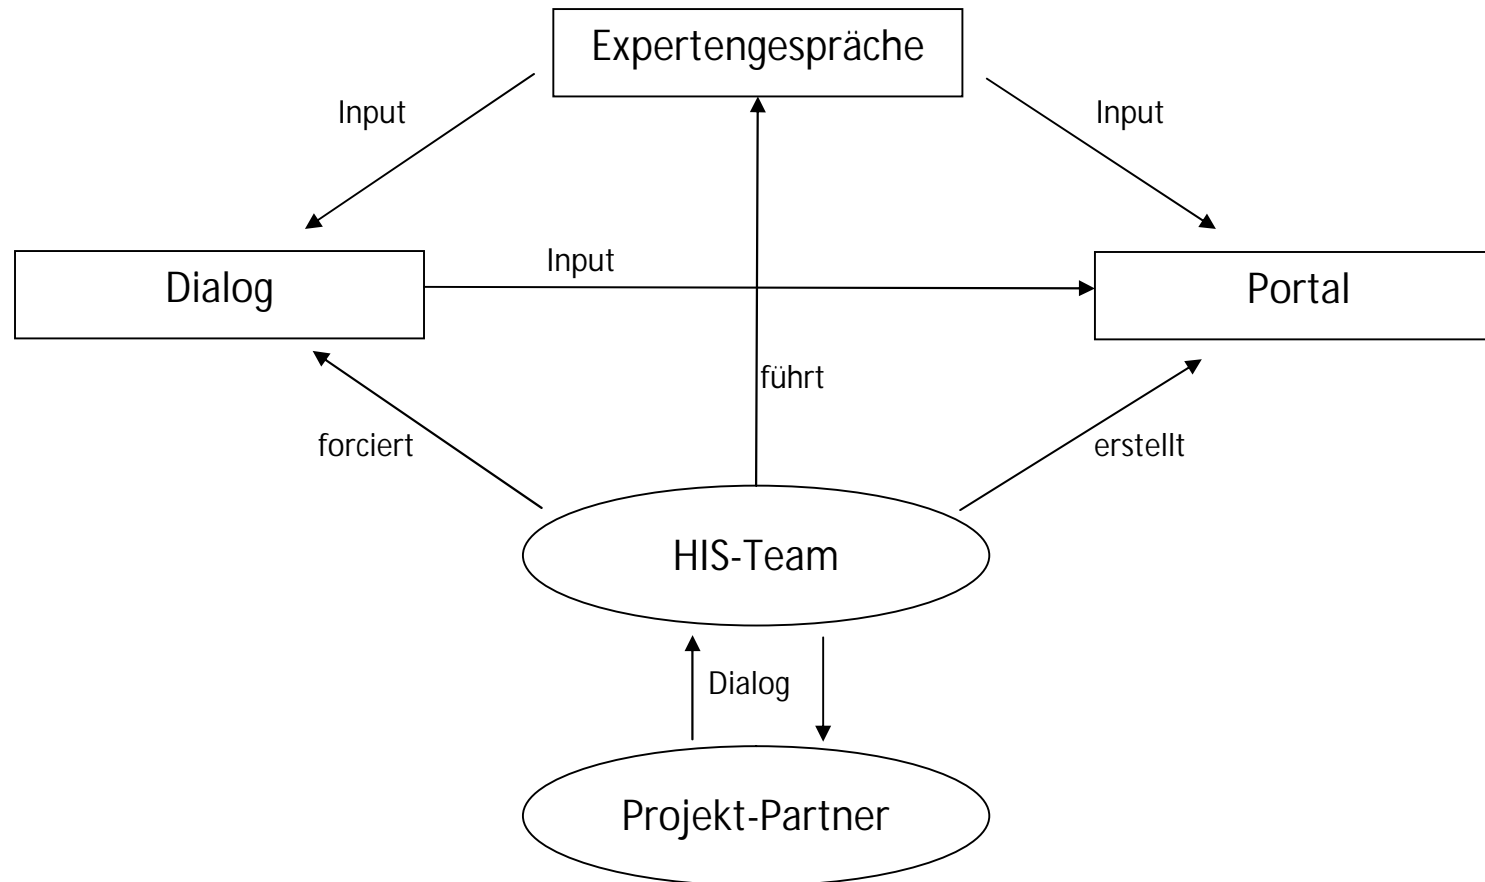 Expertengespräche
Input
Input
Input
Dialog
Portal
führt
forciert
erstellt
HIS-Team
Dialog
Projekt-Partner